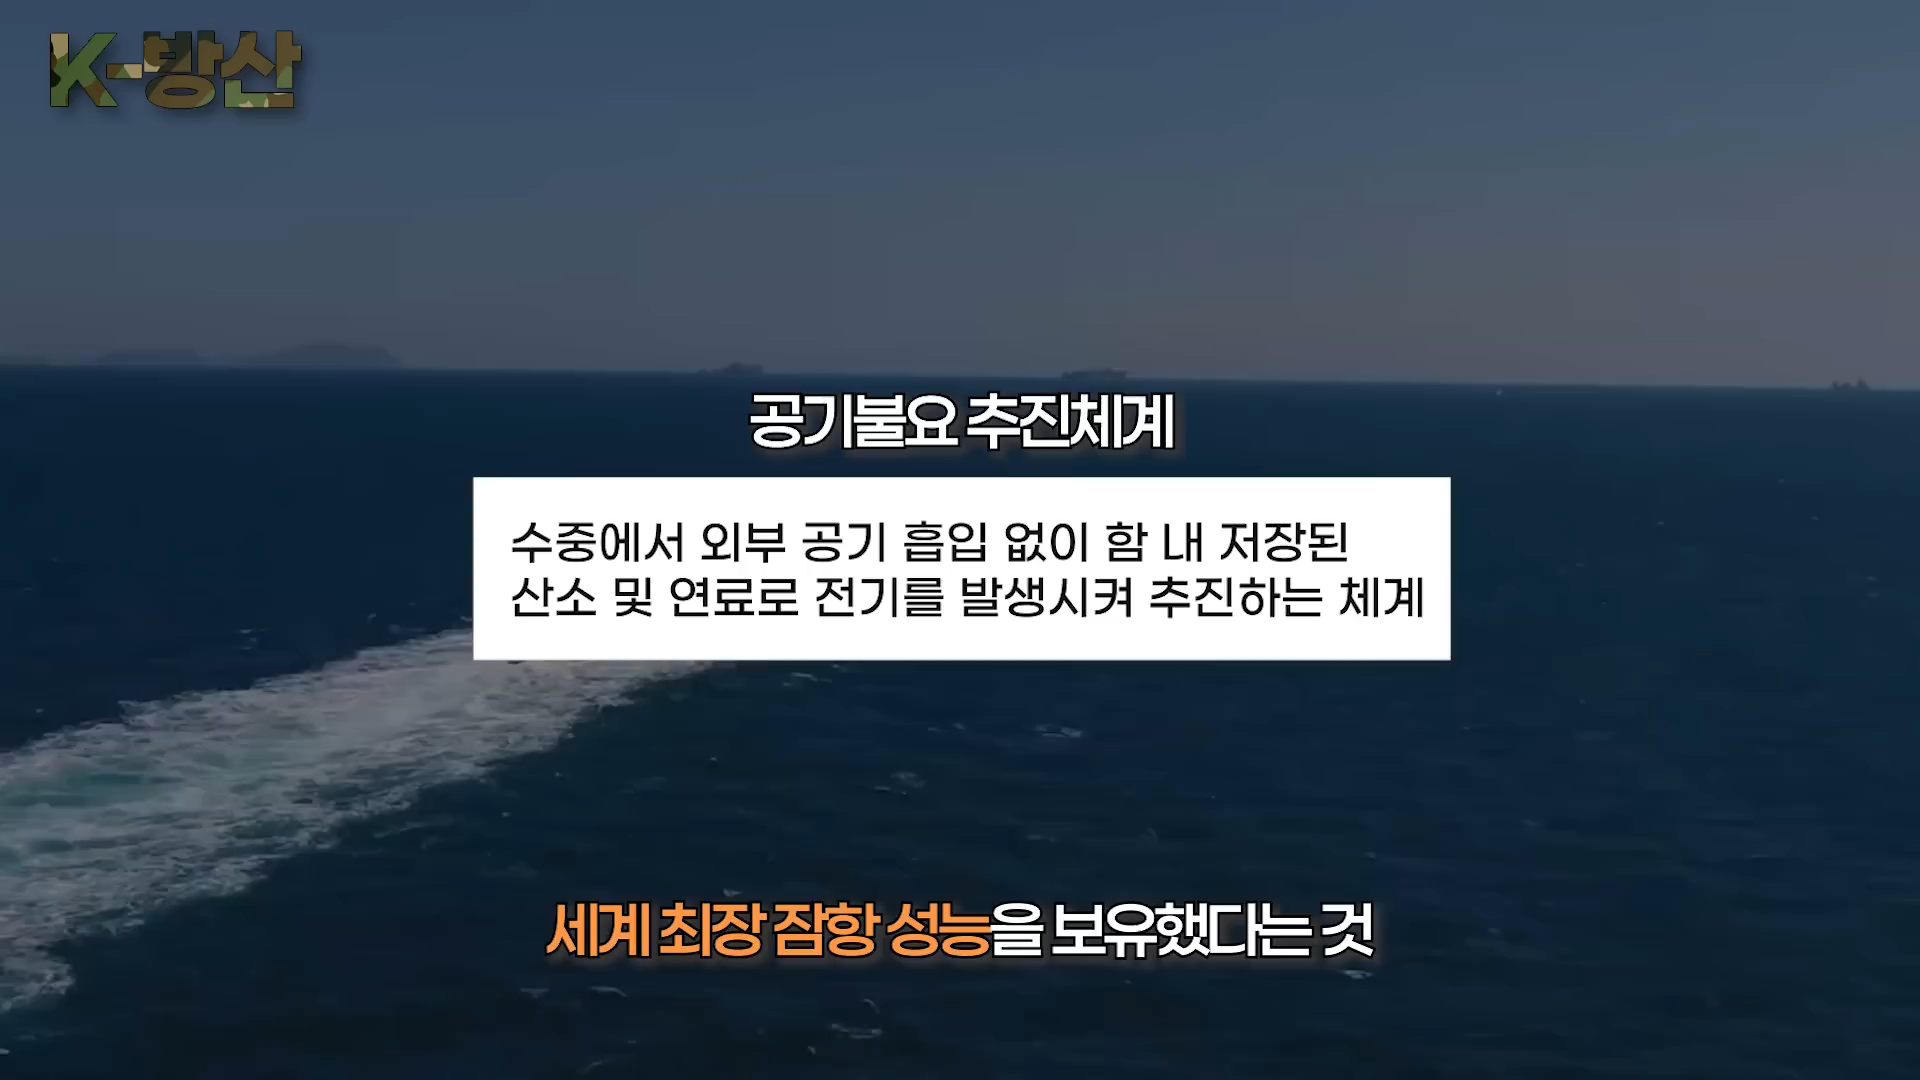 K-방산
공기불요 추진체계
수중에서 외부 공기 흡입 없이 함 내 저장된
산소 및 연료로 전기를 발생시켜 추진하는 체계
세계 최장 잠항 성능을 보유했다는 것